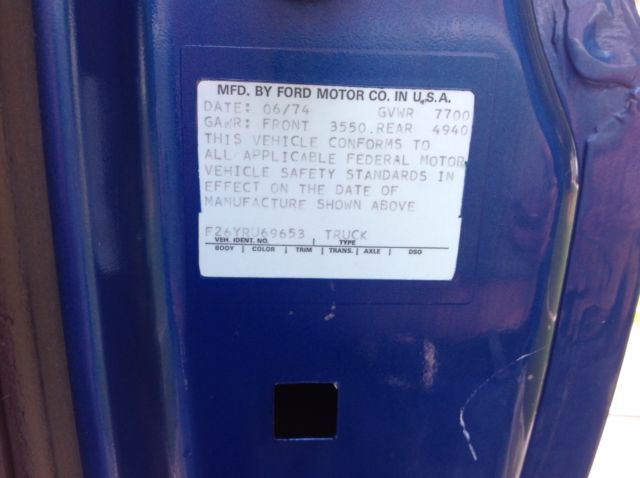 MFD. BY FORD MOTOR CO. IN U.S.A.
DATE: 06/74 GVWR 7700
GAWR: FRONT 3550.REAR 4940
THIS VEHICLE CONFORMS TO
ALL APPLICABLE FEDERAL MOTOR
VEHICLE SAFETY STANDARDS IN
EFFECT ON THE DATE OF
MANUFACTURE SHOWN ABOVE
F26YRU69653 TRUCK
VEH. IDENT. NO. TYPE
BODY COLOR TRIM TRANS. AXLE DSO